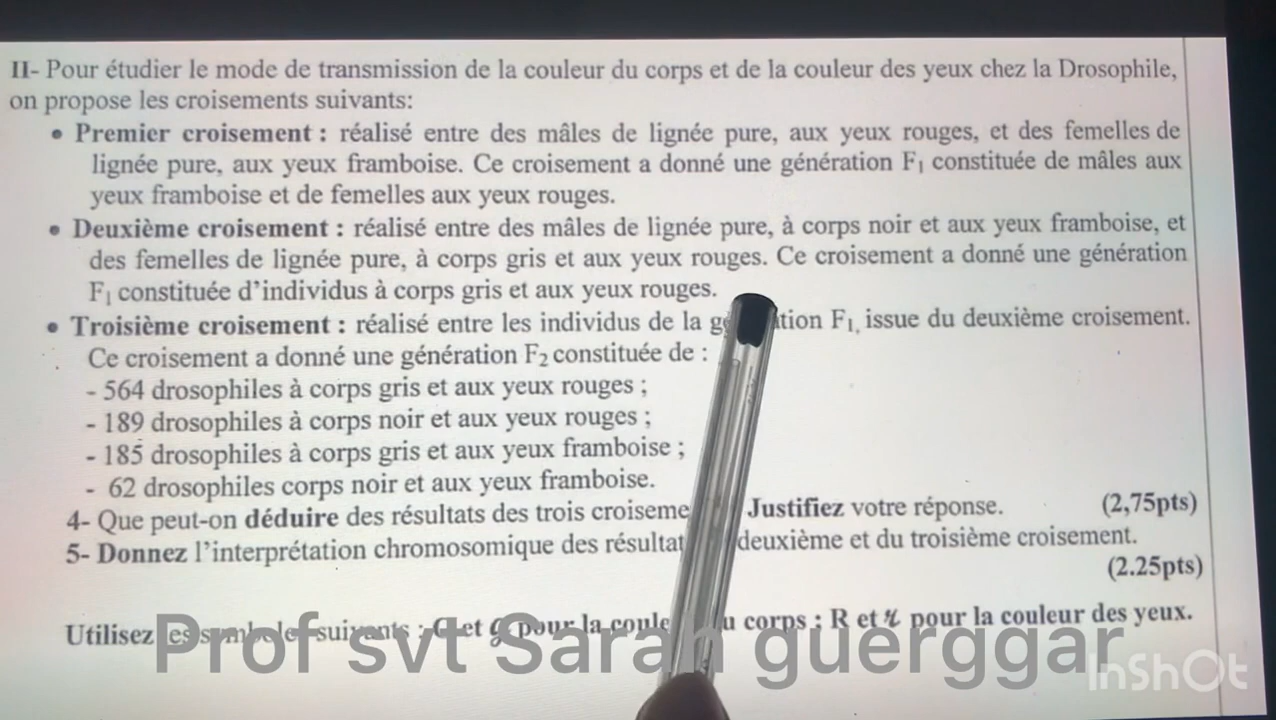 II- Pour étudier le mode de transmission de la couleur du corps et de la couleur des yeux chez la Drosophile,
on propose les croisements suivants:
• Premier croisement : réalisé entre des mâles de lignée pure, aux yeux rouges, et des femelles de
lignée pure, aux yeux framboise. Ce croisement a donné une génération F1 constituée de mâles aux
yeux framboise et de femelles aux yeux rouges.
• Deuxième croisement : réalisé entre des mâles de lignée pure, à corps noir et aux yeux framboise, et
des femelles de lignée pure, à corps gris et aux yeux rouges. Ce croisement a donné une génération
F1 constituée d'individus à corps gris et aux yeux rouges.
• Troisième croisement : réalisé entre les individus de la F1, issue du deuxième croisement.
Ce croisement a donné une génération F2 constituée de :
- 564 drosophiles à corps gris et aux yeux rouges ;
- 189 drosophiles à corps noir et aux yeux rouges ;
- 185 drosophiles à corps gris et aux yeux framboise ;
- 62 drosophiles corps noir et aux yeux framboise.
4- Que peut-on déduire des résultats des trois Justifiez votre réponse. (2,75pts)
5- Donnez l'interprétation chromosomique des deuxième et du troisième croisement.
(2.25pts)
Utilisez les symboles suivants : G et g pour la corps ; R et r pour la couleur des yeux.
Prof svt Sarah guerggar
InShOt